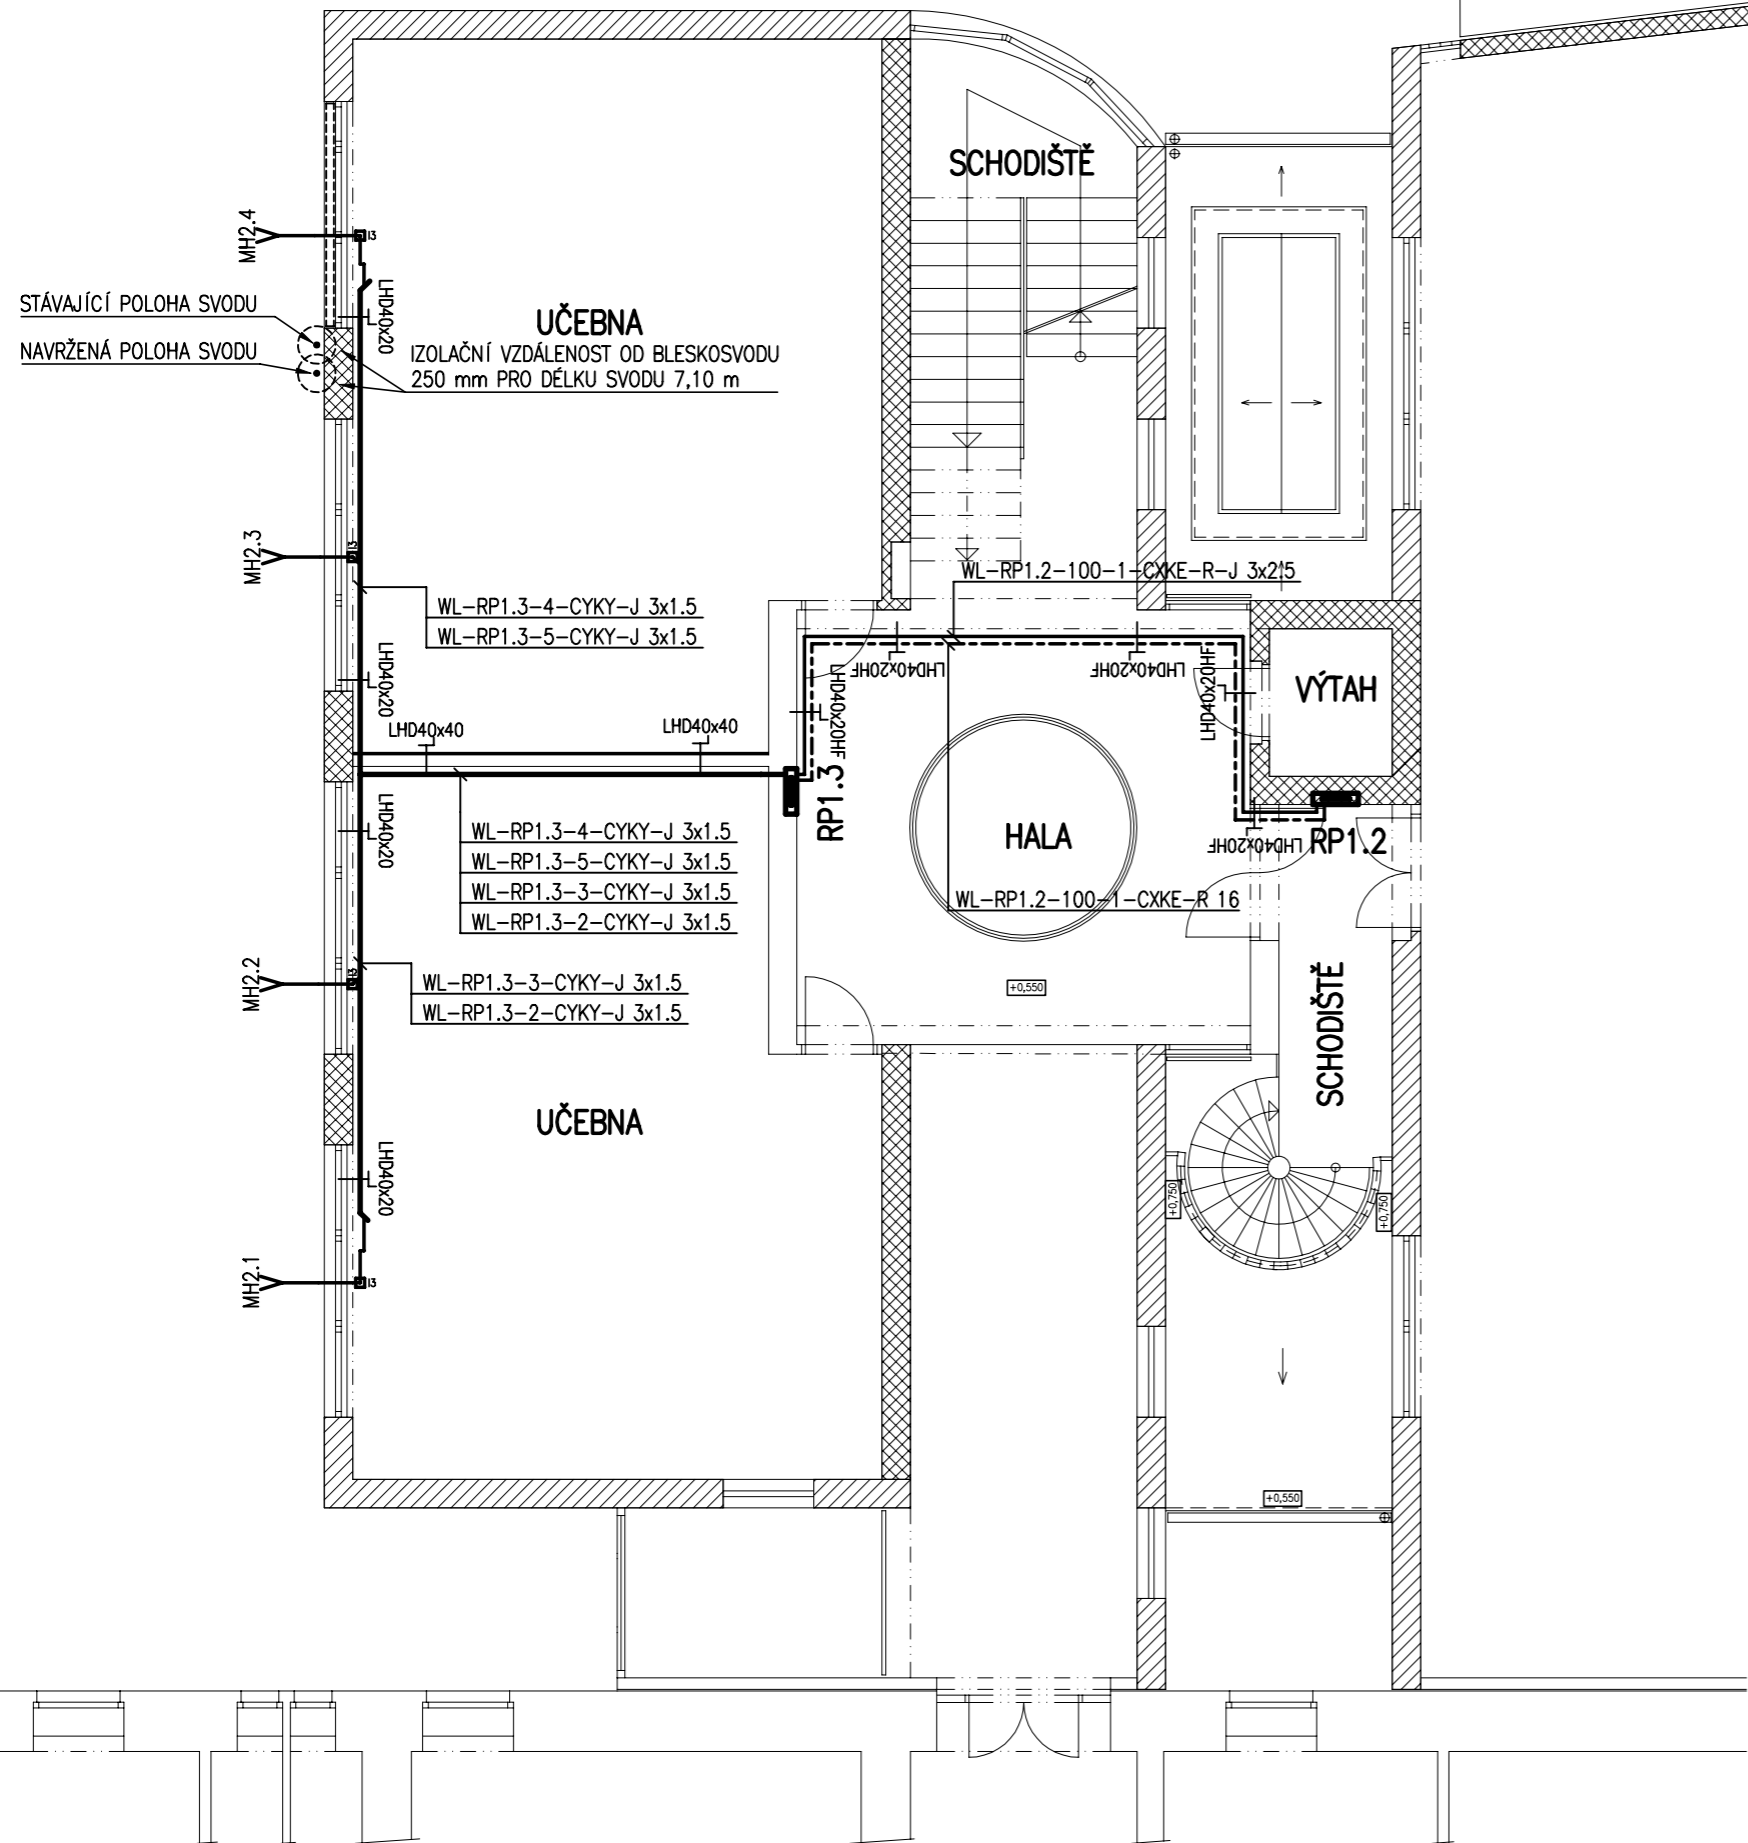 SCHODIŠTĚ
MH2.4
13
LHD40x20
STÁVAJÍCÍ POLOHA SVODU
NAVRŽENÁ POLOHA SVODU
UČEBNA
IZOLAČNÍ VZDÁLENOST OD BLESKOSVODU
250 mm PRO DÉLKU SVODU 7,10 m
MH2.3
13
WL-RP1.2-100-1-CXKE-R-J 3x2.5
WL-RP1.3-4-CYKY-J 3x1.5
WL-RP1.3-5-CYKY-J 3x1.5
LHD40x20
LHD40x20HF
LHD40x20HF
LHD40x20HF
LHD40x20HF
VÝTAH
LHD40x40
LHD40x40
RP1.3
LHD40x20
HALA
LHD40x20HF
RP1.2
WL-RP1.3-4-CYKY-J 3x1.5
WL-RP1.3-5-CYKY-J 3x1.5
WL-RP1.3-3-CYKY-J 3x1.5
WL-RP1.3-2-CYKY-J 3x1.5
WL-RP1.2-100-1-CXKE-R 16
MH2.2
13
WL-RP1.3-3-CYKY-J 3x1.5
WL-RP1.3-2-CYKY-J 3x1.5
+0,550
SCHODIŠTĚ
UČEBNA
LHD40x20
+0,750
+0,750
MH2.1
13
+0,550